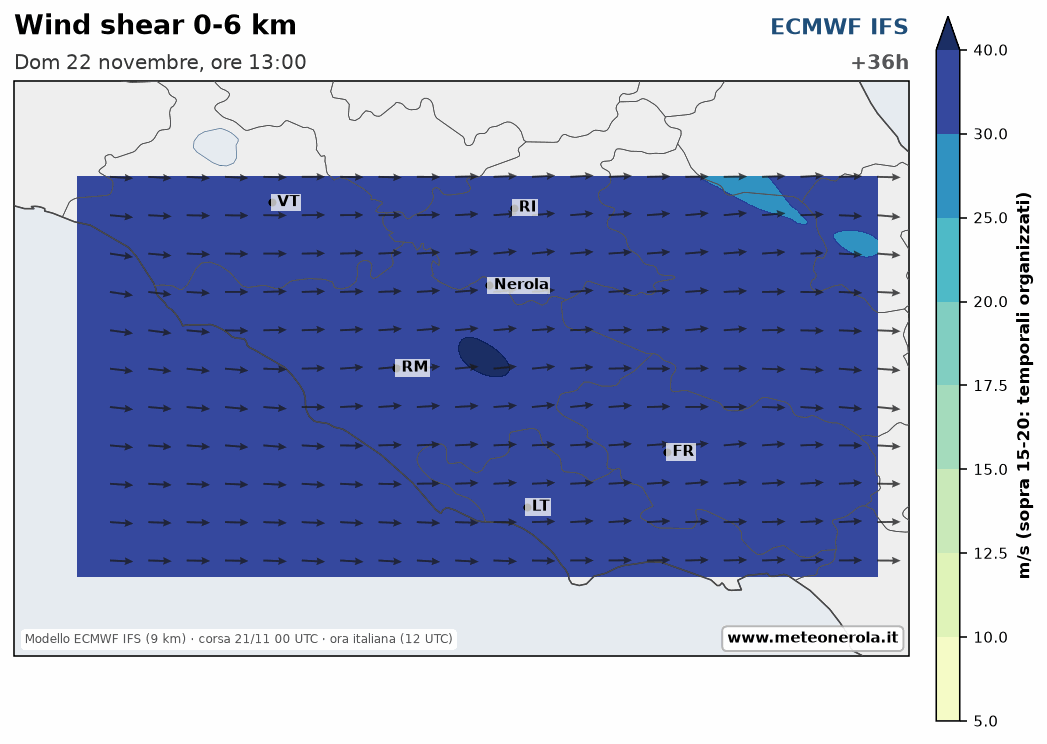 Wind shear 0-6 km
ECMWF IFS
Dom 22 novembre, ore 13:00
+36h
VT
RI
Nerola
RM
FR
LT
40.0
30.0
25.0
20.0
17.5
15.0
12.5
10.0
5.0
m/s (sopra 15-20: temporali organizzati)
Modello ECMWF IFS (9 km) · corsa 21/11 00 UTC · ora italiana (12 UTC)
www.meteonerola.it